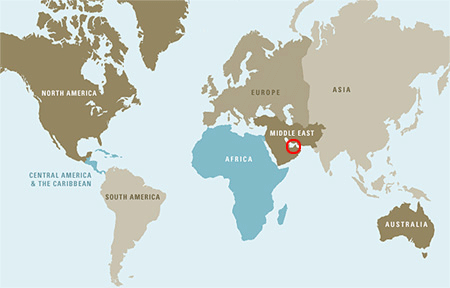 NORTH AMERICA
EUROPE
ASIA
MIDDLE EAST
AFRICA
CENTRAL AMERICA
& THE CARIBBEAN
SOUTH AMERICA
AUSTRALIA